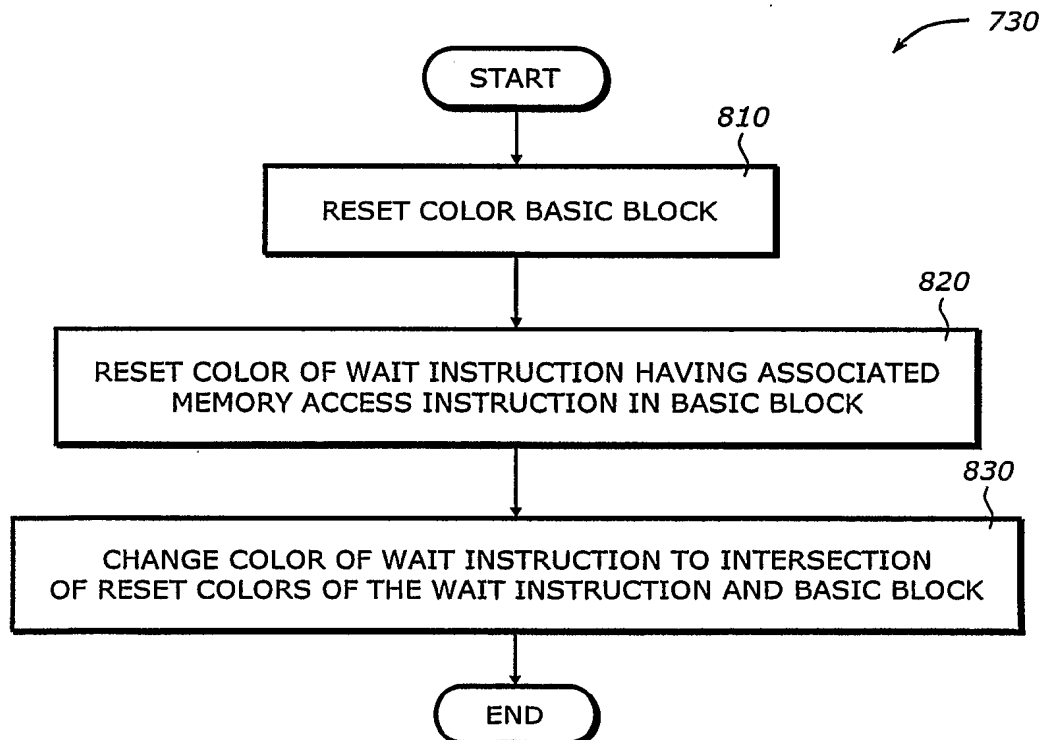 730
START
810
RESET COLOR BASIC BLOCK
820
RESET COLOR OF WAIT INSTRUCTION HAVING ASSOCIATED
MEMORY ACCESS INSTRUCTION IN BASIC BLOCK
830
CHANGE COLOR OF WAIT INSTRUCTION TO INTERSECTION
OF RESET COLORS OF THE WAIT INSTRUCTION AND BASIC BLOCK
END